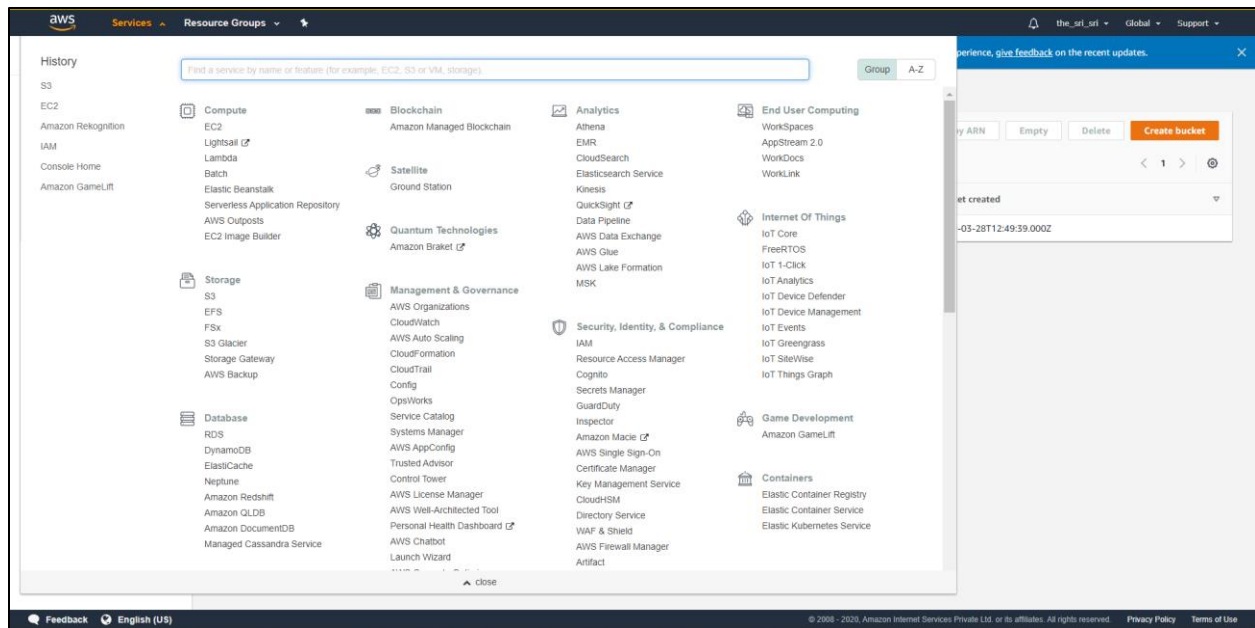 aws
Services
Resource Groups
the_sri_sri
Global
Support
perience, give feedback on the recent updates.
History
S3
EC2
Amazon Rekognition
IAM
Console Home
Amazon GameLift
Find a service by name or feature (for example, EC2, S3 or VM, storage).
Group
A-Z
Compute
EC2
Lightsail
Lambda
Batch
Elastic Beanstalk
Serverless Application Repository
AWS Outposts
EC2 Image Builder
Storage
S3
EFS
FSx
S3 Glacier
Storage Gateway
AWS Backup
Database
RDS
DynamoDB
ElastiCache
Neptune
Amazon Redshift
Amazon QLDB
Amazon DocumentDB
Managed Cassandra Service
Blockchain
Amazon Managed Blockchain
Satellite
Ground Station
Quantum Technologies
Amazon Braket
Management & Governance
AWS Organizations
CloudWatch
AWS Auto Scaling
CloudFormation
CloudTrail
Config
OpsWorks
Service Catalog
Systems Manager
AWS AppConfig
Trusted Advisor
Control Tower
AWS License Manager
AWS Well-Architected Tool
Personal Health Dashboard
AWS Chatbot
Launch Wizard
Analytics
Athena
EMR
CloudSearch
Elasticsearch Service
Kinesis
QuickSight
Data Pipeline
AWS Data Exchange
AWS Glue
AWS Lake Formation
MSK
Security, Identity, & Compliance
IAM
Resource Access Manager
Cognito
Secrets Manager
GuardDuty
Inspector
Amazon Macie
AWS Single Sign-On
Certificate Manager
Key Management Service
CloudHSM
Directory Service
WAF & Shield
AWS Firewall Manager
Artifact
End User Computing
WorkSpaces
AppStream 2.0
WorkDocs
WorkLink
Internet Of Things
IoT Core
FreeRTOS
IoT 1-Click
IoT Analytics
IoT Device Defender
IoT Device Management
IoT Events
IoT Greengrass
IoT SiteWise
IoT Things Graph
Game Development
Amazon GameLift
Containers
Elastic Container Registry
Elastic Container Service
Elastic Kubernetes Service
close
y ARN
Empty
Delete
Create bucket
1
et created
-03-28T12:49:39.000Z
Feedback
English (US)
© 2008 - 2020, Amazon Internet Services Private Ltd. or its affiliates. All rights reserved.
Privacy Policy
Terms of Use